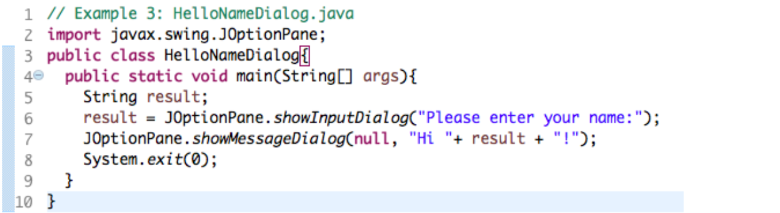 1 // Example 3: HelloNameDialog.java
2 import javax.swing.JOptionPane;
3 public class HelloNameDialog{
4 public static void main(String[] args){
5 String result;
6 result = JOptionPane.showInputDialog("Please enter your name:");
7 JOptionPane.showMessageDialog(null, "Hi "+ result + "!");
8 System.exit(0);
9 }
10 }